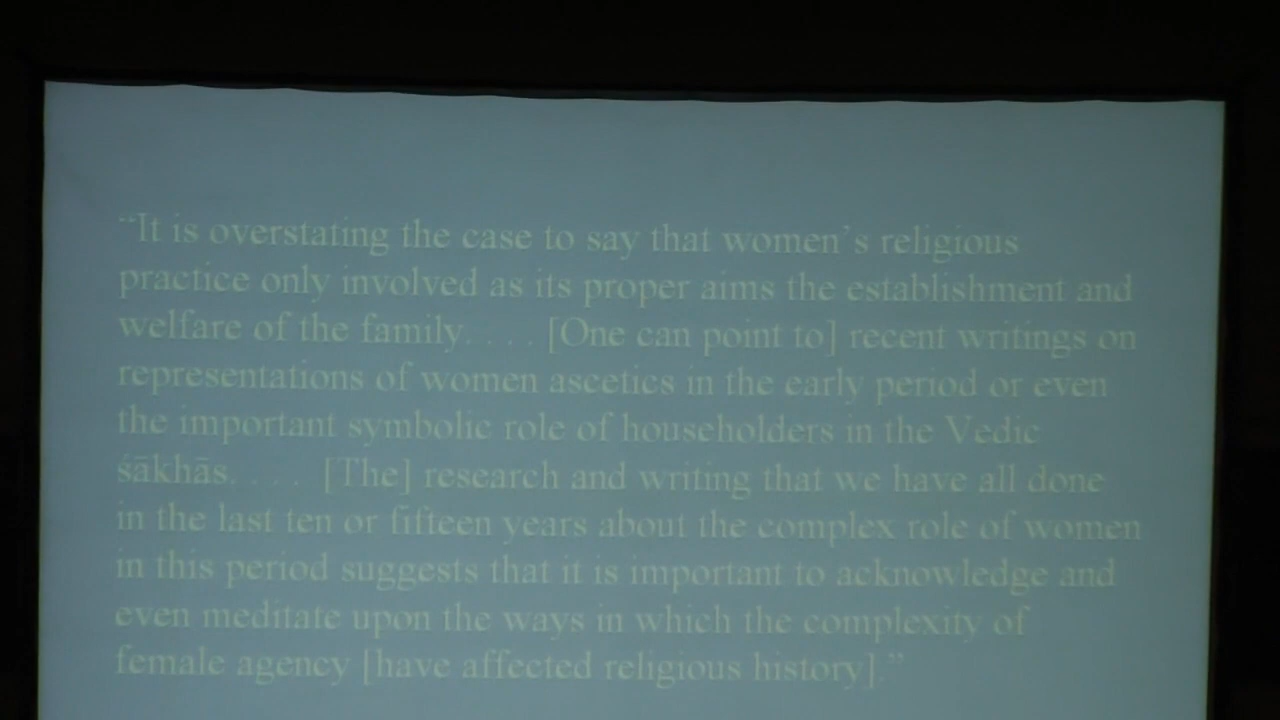 “It is overstating the case to say that women’s religious
practice only involved as its proper aims the establishment and
welfare of the family. . . . [One can point to] recent writings on
representations of women ascetics in the early period or even
the important symbolic role of householders in the Vedic
śākhās. . . . [The] research and writing that we have all done
in the last ten or fifteen years about the complex role of women
in this period suggests that it is important to acknowledge and
even meditate upon the ways in which the complexity of
female agency [have affected religious history].”